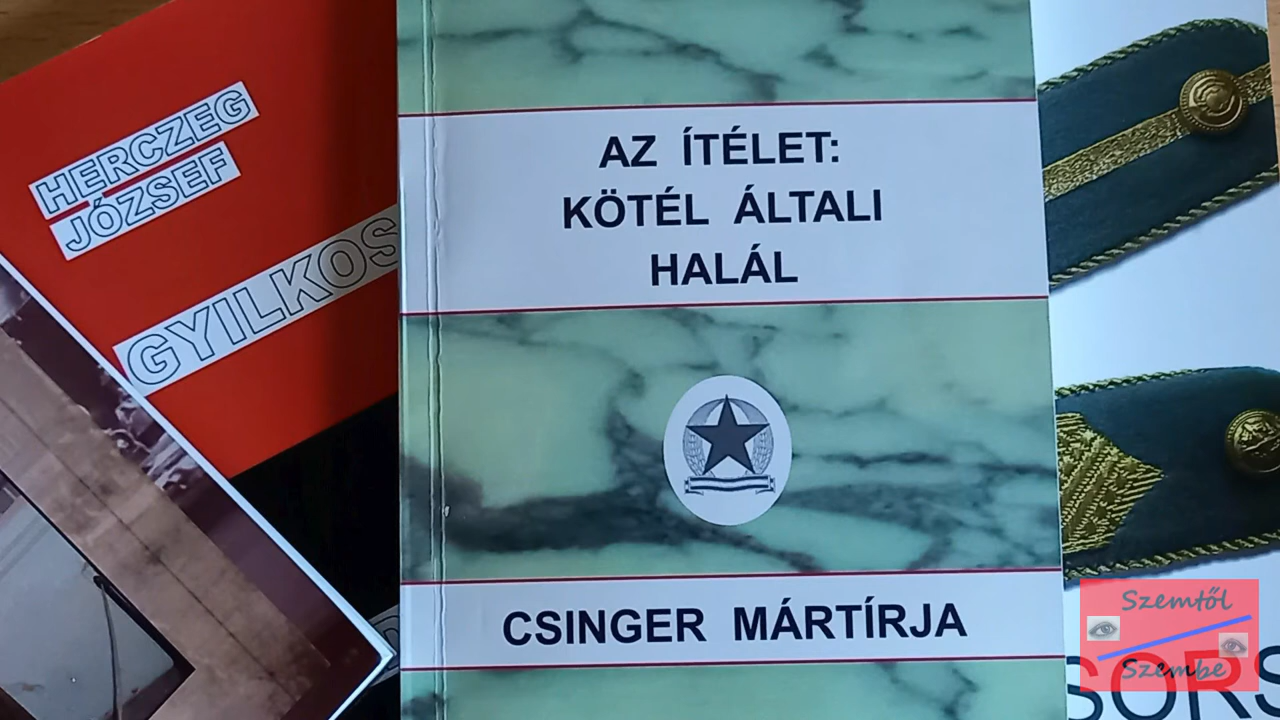 HERCZEG
JÓZSEF
GYILKOS
AZ ÍTÉLET:
KÖTÉL ÁLTALI
HALÁL
CSINGER MÁRTÍRJA
Szemtől
Szembe
SORS